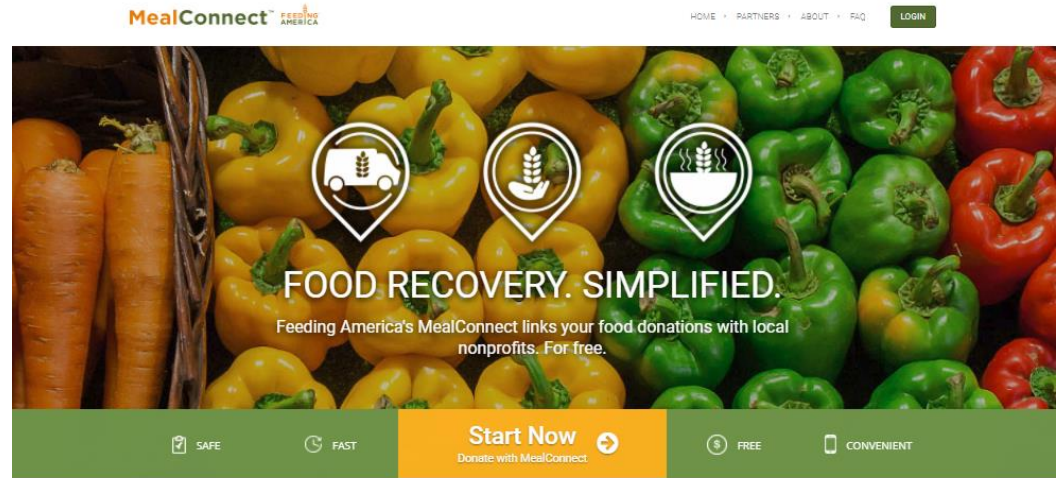 MealConnect™ FEEDING AMERICA
HOME • PARTNERS • ABOUT • FAQ LOGIN
FOOD RECOVERY. SIMPLIFIED.
Feeding America's MealConnect links your food donations with local
nonprofits. For free.
SAFE
FAST
Start Now
Donate with MealConnect
$ FREE
CONVENIENT